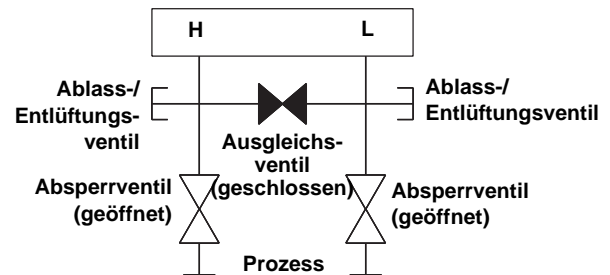 H
L
Ablass-/
Entlüftungs-
ventil
Ablass-/
Entlüftungsventil
Ausgleichs-
ventil
(geschlossen)
Absperrventil
(geöffnet)
Absperrventil
(geöffnet)
Prozess